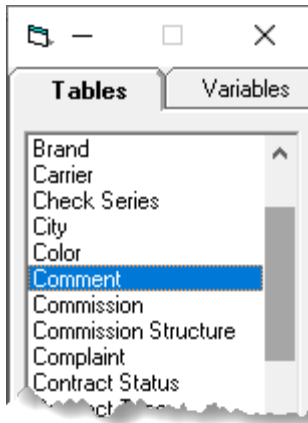 Tables
Variables
Brand
Carrier
Check Series
City
Color
Comment
Commission
Commission Structure
Complaint
Contract Status